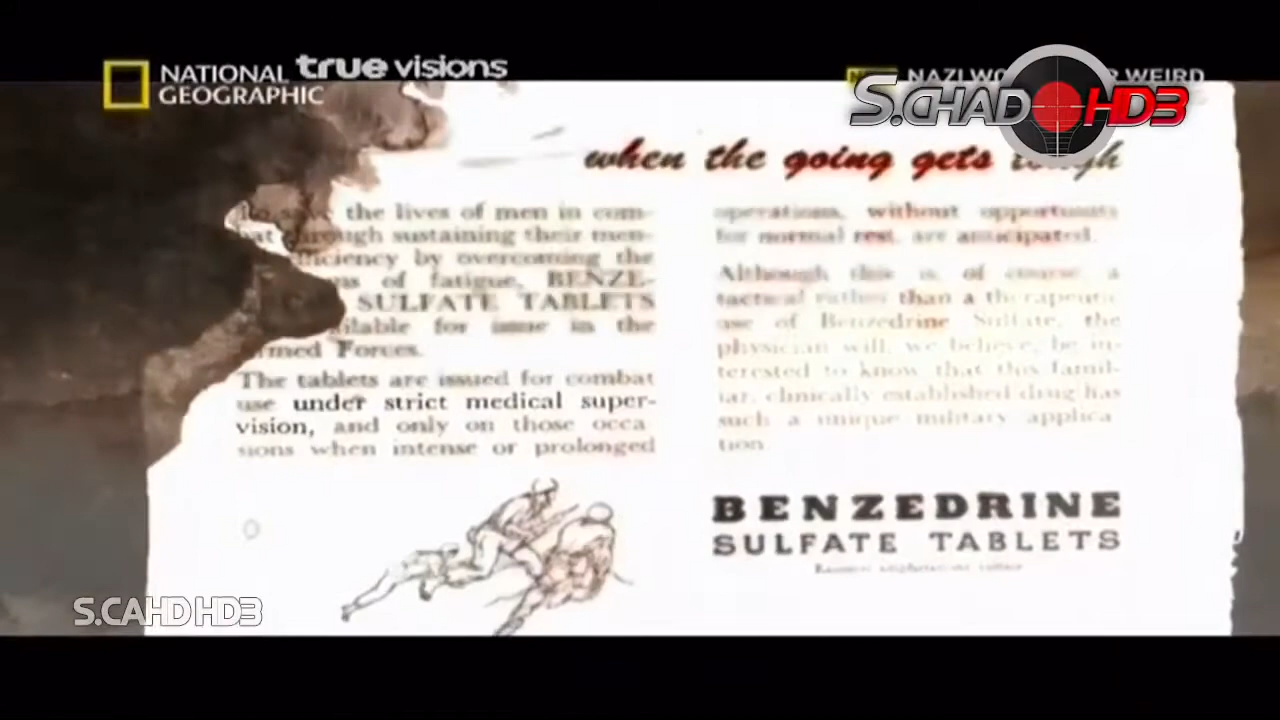 NATIONAL
GEOGRAPHIC
true visions
NAZI WEIRD
S.CHAD HD3
when the going gets
the lives of men in com-
through sustaining their men-
by overcoming the
of fatigue, BENZE-
SULFATE TABLETS
for issue in the
Forces.
The tablets are issued for combat
use under strict medical super-
vision, and only on those occa
sions when intense or prolonged
operations, without opportunity
for normal rest, are anticipated.
Although this is, of course, a
tactical rather than a therapeutic
use of Benzedrine Sulfate, the
physician will, we believe, be in-
terested to know that this famil-
iar, clinically established drug has
such a unique military applica-
tion
BENZEDRINE
SULFATE TABLETS
S.CAHD HD3